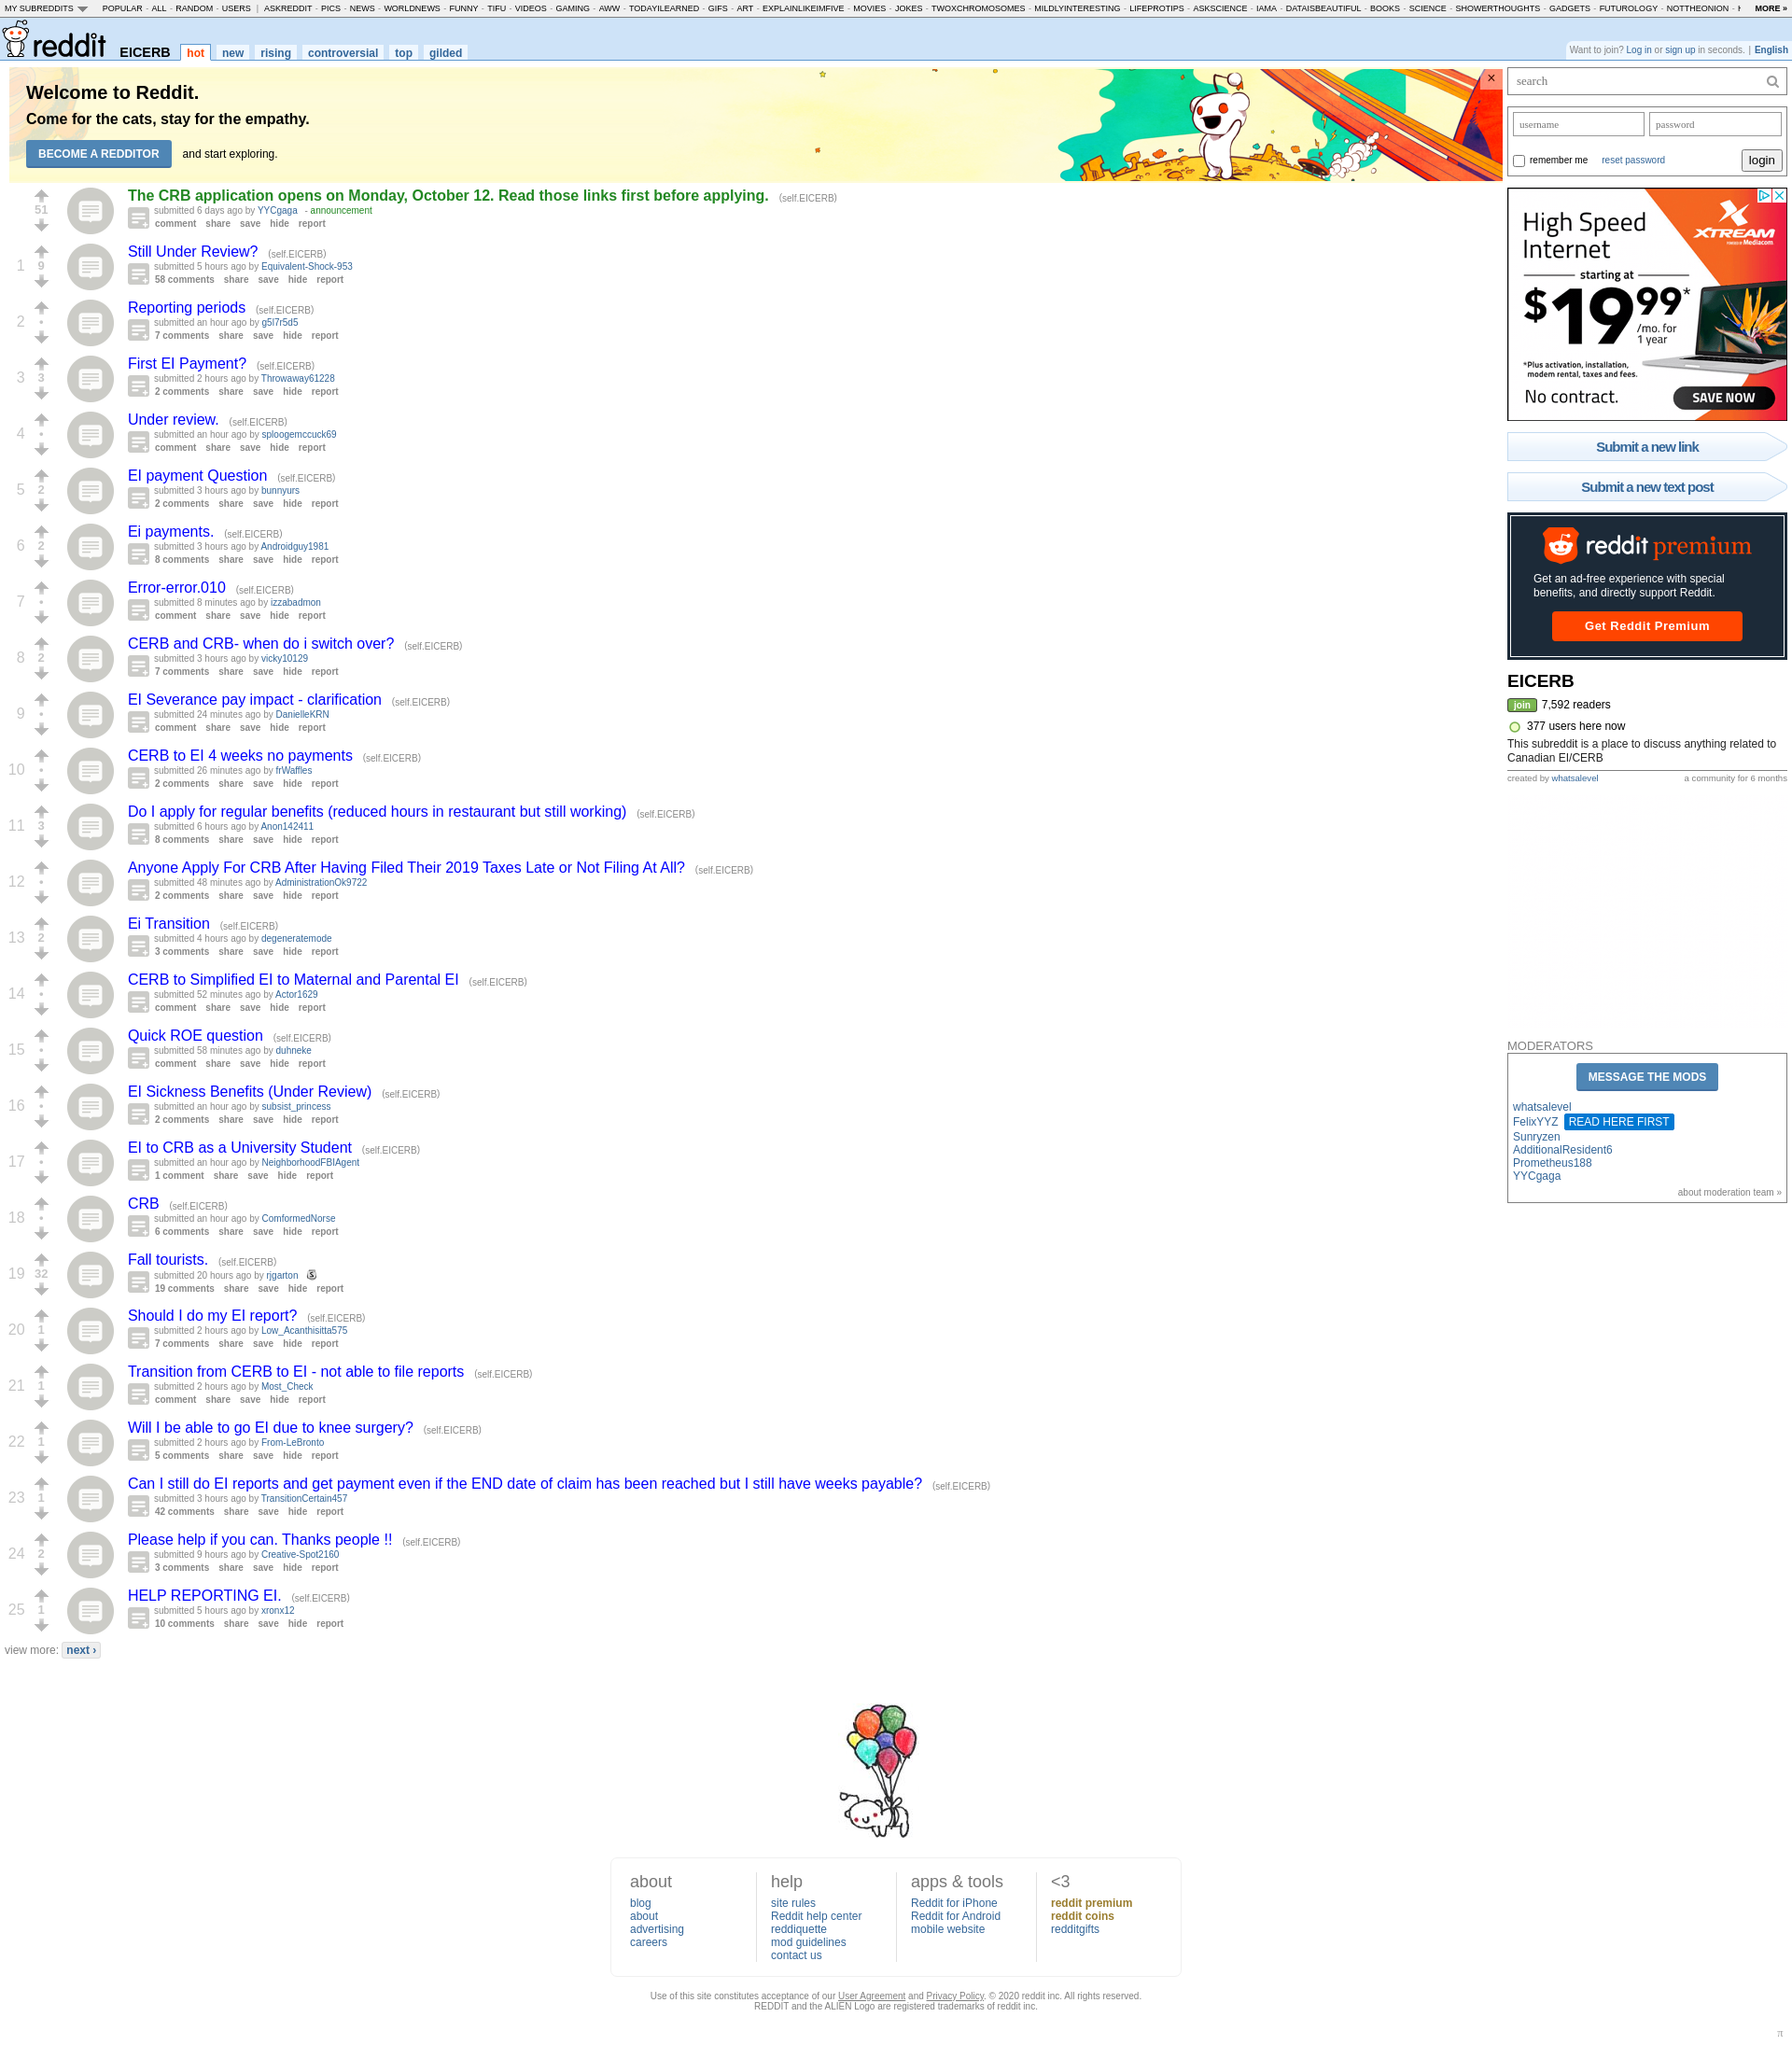 MY SUBREDDITS POPULAR - ALL - RANDOM - USERS | ASKREDDIT - PICS - NEWS - WORLDNEWS - FUNNY - TIFU - VIDEOS - GAMING - AWW - TODAYILEARNED - GIFS - ART - EXPLAINLIKEIMFIVE - MOVIES - JOKES - TWOXCHROMOSOMES - MILDLYINTERESTING - LIFEPROTIPS - ASKSCIENCE - IAMA - DATAISBEAUTIFUL - BOOKS - SCIENCE - SHOWERTHOUGHTS - GADGETS - FUTUROLOGY - NOTTHEONION - MORE »
reddit EICERB hot new rising controversial top gilded
Want to join? Log in or sign up in seconds. | English
Welcome to Reddit.
Come for the cats, stay for the empathy.
BECOME A REDDITOR and start exploring.
×
51
The CRB application opens on Monday, October 12. Read those links first before applying. (self.EICERB)
submitted 6 days ago by YYCgaga - announcement
comment share save hide report
1 9
Still Under Review? (self.EICERB)
submitted 5 hours ago by Equivalent-Shock-953
58 comments share save hide report
2 •
Reporting periods (self.EICERB)
submitted an hour ago by g5l7r5d5
7 comments share save hide report
3 3
First EI Payment? (self.EICERB)
submitted 2 hours ago by Throwaway61228
2 comments share save hide report
4 •
Under review. (self.EICERB)
submitted an hour ago by sploogemccuck69
comment share save hide report
5 2
EI payment Question (self.EICERB)
submitted 3 hours ago by bunnyurs
2 comments share save hide report
6 2
Ei payments. (self.EICERB)
submitted 3 hours ago by Androidguy1981
8 comments share save hide report
7 •
Error-error.010 (self.EICERB)
submitted 8 minutes ago by izzabadmon
comment share save hide report
8 2
CERB and CRB- when do i switch over? (self.EICERB)
submitted 3 hours ago by vicky10129
7 comments share save hide report
9 •
EI Severance pay impact - clarification (self.EICERB)
submitted 24 minutes ago by DanielleKRN
comment share save hide report
10 •
CERB to EI 4 weeks no payments (self.EICERB)
submitted 26 minutes ago by frWaffles
2 comments share save hide report
11 3
Do I apply for regular benefits (reduced hours in restaurant but still working) (self.EICERB)
submitted 6 hours ago by Anon142411
8 comments share save hide report
12 •
Anyone Apply For CRB After Having Filed Their 2019 Taxes Late or Not Filing At All? (self.EICERB)
submitted 48 minutes ago by AdministrationOk9722
2 comments share save hide report
13 2
Ei Transition (self.EICERB)
submitted 4 hours ago by degeneratemode
3 comments share save hide report
14 •
CERB to Simplified EI to Maternal and Parental EI (self.EICERB)
submitted 52 minutes ago by Actor1629
comment share save hide report
15 •
Quick ROE question (self.EICERB)
submitted 58 minutes ago by duhneke
comment share save hide report
16 •
EI Sickness Benefits (Under Review) (self.EICERB)
submitted an hour ago by subsist_princess
2 comments share save hide report
17 •
EI to CRB as a University Student (self.EICERB)
submitted an hour ago by NeighborhoodFBIAgent
1 comment share save hide report
18 •
CRB (self.EICERB)
submitted an hour ago by ComformedNorse
6 comments share save hide report
19 32
Fall tourists. (self.EICERB)
submitted 20 hours ago by rjgarton
19 comments share save hide report
20 1
Should I do my EI report? (self.EICERB)
submitted 2 hours ago by Low_Acanthisitta575
7 comments share save hide report
21 1
Transition from CERB to EI - not able to file reports (self.EICERB)
submitted 2 hours ago by Most_Check
comment share save hide report
22 1
Will I be able to go EI due to knee surgery? (self.EICERB)
submitted 2 hours ago by From-LeBronto
5 comments share save hide report
23 1
Can I still do EI reports and get payment even if the END date of claim has been reached but I still have weeks payable? (self.EICERB)
submitted 3 hours ago by TransitionCertain457
42 comments share save hide report
24 2
Please help if you can. Thanks people !! (self.EICERB)
submitted 9 hours ago by Creative-Spot2160
3 comments share save hide report
25 1
HELP REPORTING EI. (self.EICERB)
submitted 5 hours ago by xronx12
10 comments share save hide report
view more: next ›
search
username password
remember me reset password login
High Speed
Internet
XTREAM
POWERED BY Mediacom
starting at
$19.99*
/mo. for
1 year
*Plus activation, installation,
modem rental, taxes and fees.
No contract. SAVE NOW
Submit a new link
Submit a new text post
reddit premium
Get an ad-free experience with special
benefits, and directly support Reddit.
Get Reddit Premium
EICERB
join 7,592 readers
377 users here now
This subreddit is a place to discuss anything related to
Canadian EI/CERB
created by whatsalevel a community for 6 months
MODERATORS
MESSAGE THE MODS
whatsalevel
FelixYYZ READ HERE FIRST
Sunryzen
AdditionalResident6
Prometheus188
YYCgaga
about moderation team »
about
blog
about
advertising
careers
help
site rules
Reddit help center
reddiquette
mod guidelines
contact us
apps & tools
Reddit for iPhone
Reddit for Android
mobile website
<3
reddit premium
reddit coins
redditgifts
Use of this site constitutes acceptance of our User Agreement and Privacy Policy. © 2020 reddit inc. All rights reserved.
REDDIT and the ALIEN Logo are registered trademarks of reddit inc.
π